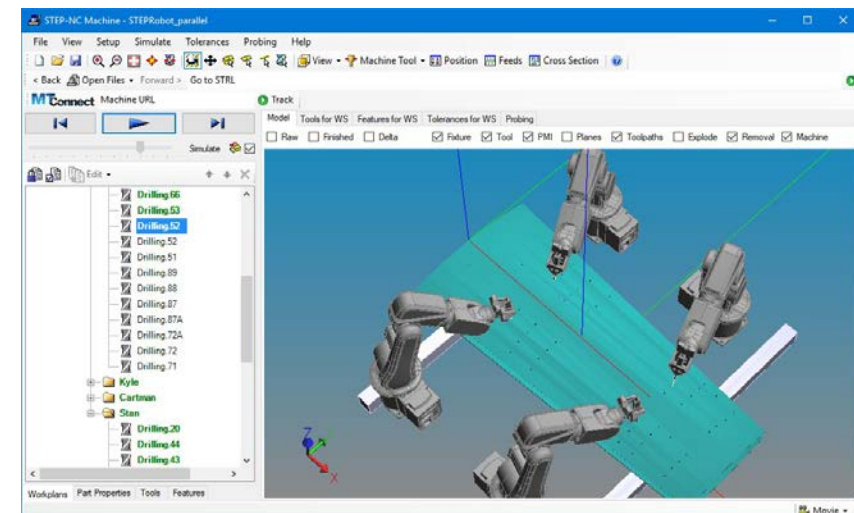 STEP-NC Machine - STEPRobot_parallel
File View Setup Simulate Tolerances Probing Help
View Machine Tool Position Feeds Cross Section
< Back Open Files Forward > Go to STRL
MTConnect Machine URL
Track
Model Tools for WS Features for WS Tolerances for WS Probing
Raw Finished Delta Fixture Tool PMI Planes Toolpaths Explode Removal Machine
Simulate
Edit
Drilling.66
Drilling.53
Drilling.52
Drilling.52
Drilling.51
Drilling.89
Drilling.88
Drilling.87
Drilling.87A
Drilling.72A
Drilling.72
Drilling.71
Kyle
Cartman
Stan
Drilling.20
Drilling.44
Drilling.43
Z
Y
X
Workplans Part Properties Tools Features
Movie